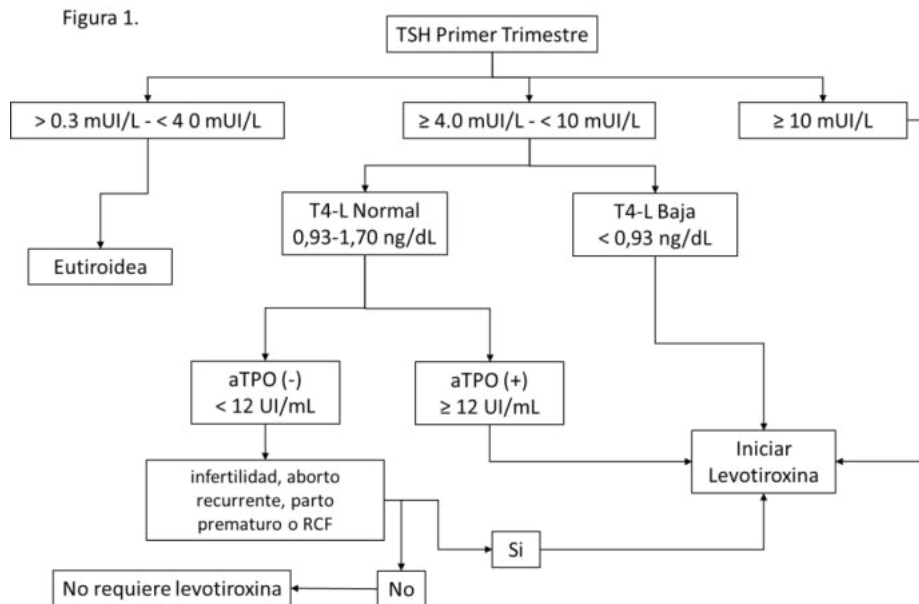 Figura 1.
TSH Primer Trimestre
> 0.3 mUI/L - < 4 0 mUI/L
≥ 4.0 mUI/L - < 10 mUI/L
≥ 10 mUI/L
T4-L Normal
0,93-1,70 ng/dL
T4-L Baja
< 0,93 ng/dL
Eutiroidea
aTPO (-)
< 12 UI/mL
aTPO (+)
≥ 12 UI/mL
Iniciar
Levotiroxina
infertilidad, aborto
recurrente, parto
prematuro o RCF
Si
No requiere levotiroxina
No